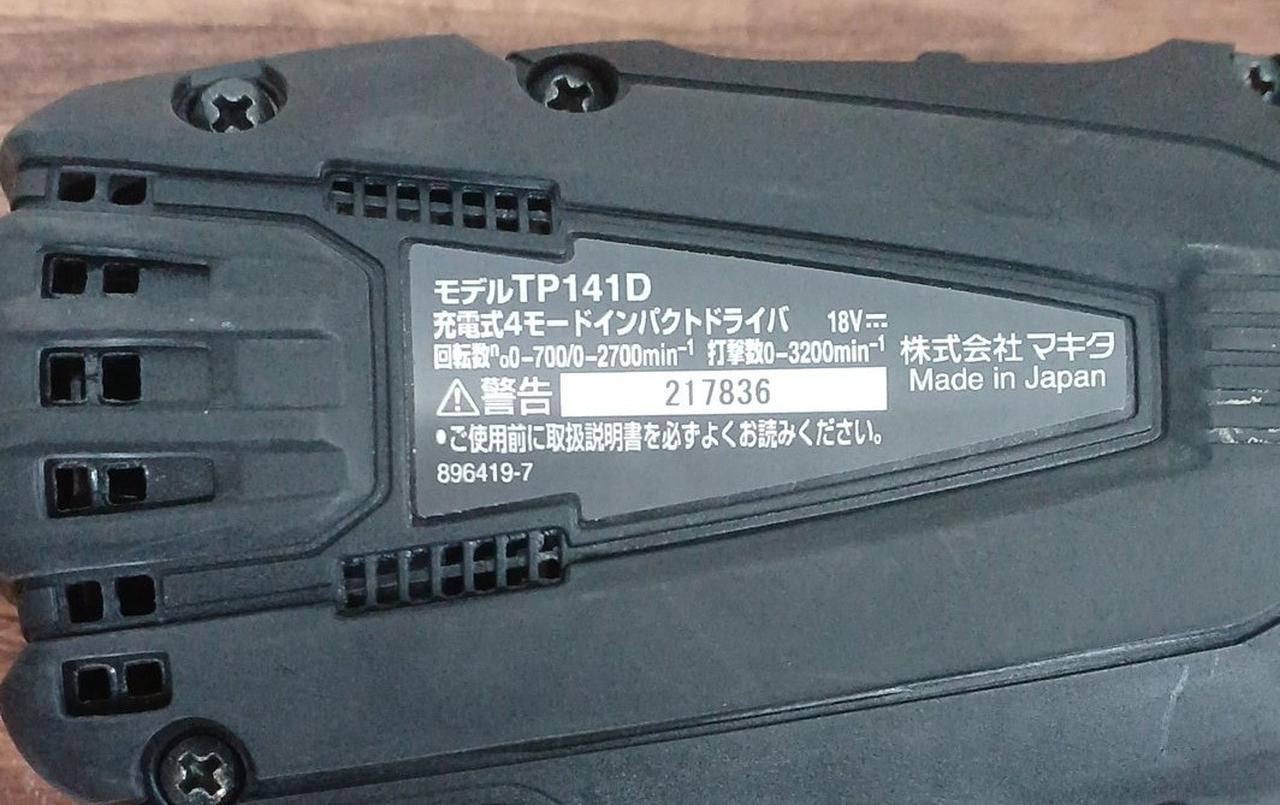 モデルTP141D
充電式4モードインパクトドライバ 18V⎓
回転数n₀0-700/0-2700min⁻¹ 打撃数0-3200min⁻¹
⚠警告 217836
•ご使用前に取扱説明書を必ずよくお読みください。
896419-7
株式会社マキタ
Made in Japan